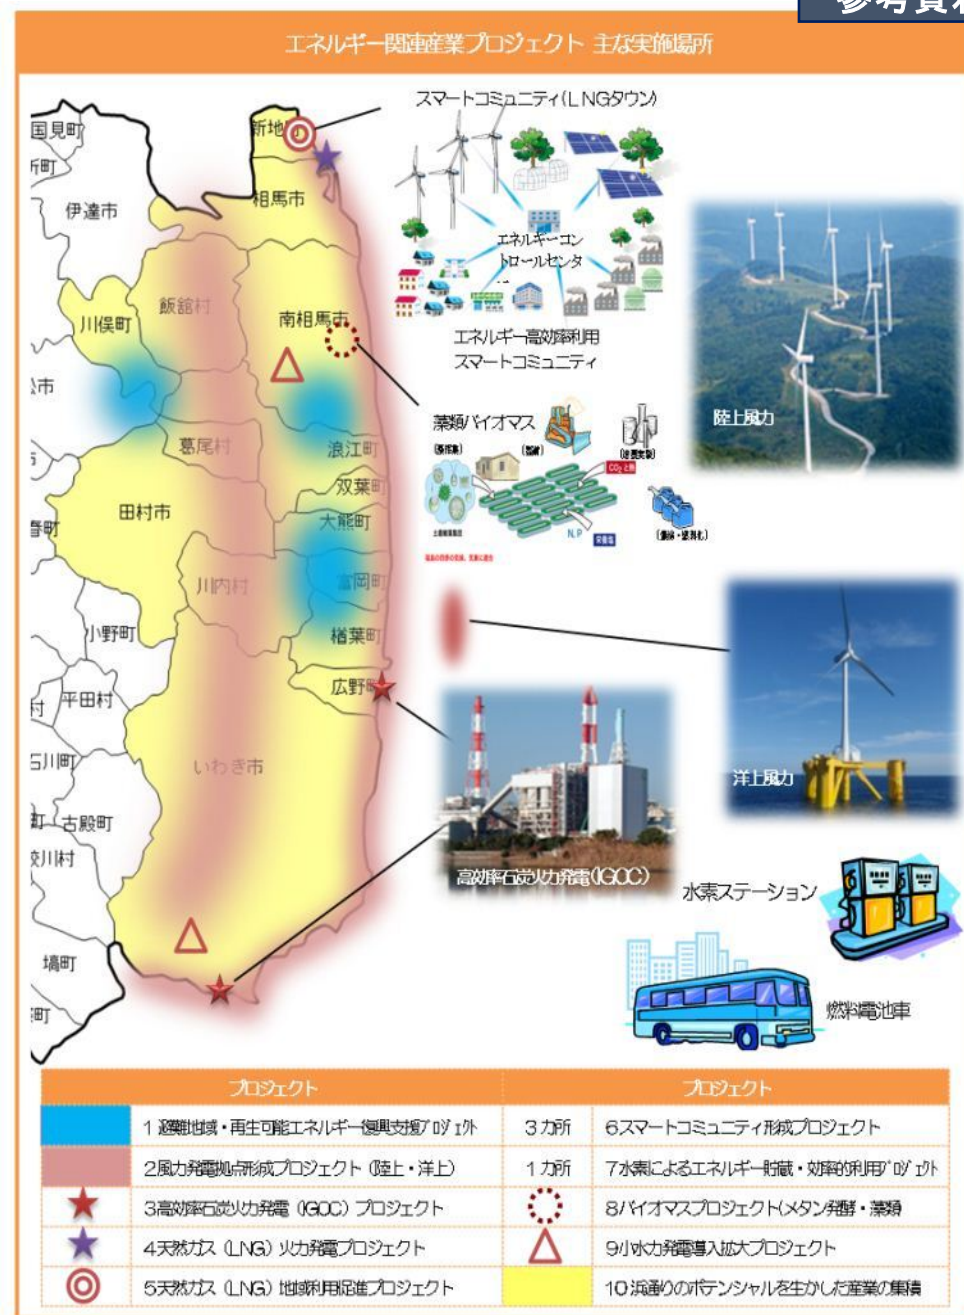 参考資料
エネルギー関連産業プロジェクト 主な実施場所
スマートコミュニティ(LNGタウン)
国見町
新地町
相馬市
伊達市
エネルギーコン
トロールセンタ
飯舘村
川俣町
南相馬市
エネルギー高効率利用
スマートコミュニティ
陸上風力
藻類バイオマス
葛尾村
浪江町
CO₂と熱
双葉町
田村市
大熊町
N.P
栄養塩
川内村
富岡町
小野町
楢葉町
広野町
平田村
石川町
いわき市
洋上風力
古殿町
鮫川村
高効率石炭火力発電(IGCC)
水素ステーション
塙町
燃料電池車
プロジェクト
プロジェクト
1避難地域・再生可能エネルギー復興支援プロジェクト
3カ所
6スマートコミュニティ形成プロジェクト
2風力発電拠点形成プロジェクト(陸上・洋上)
1カ所
7水素によるエネルギー貯蔵・効率的利用プロジェクト
3高効率石炭火力発電(IGCC)プロジェクト
8バイオマスプロジェクト(メタン発酵・藻類
4天然ガス(LNG)火力発電プロジェクト
9小水力発電導入拡大プロジェクト
5天然ガス(LNG)地域利用促進プロジェクト
10浜通りのポテンシャルを生かした産業の集積